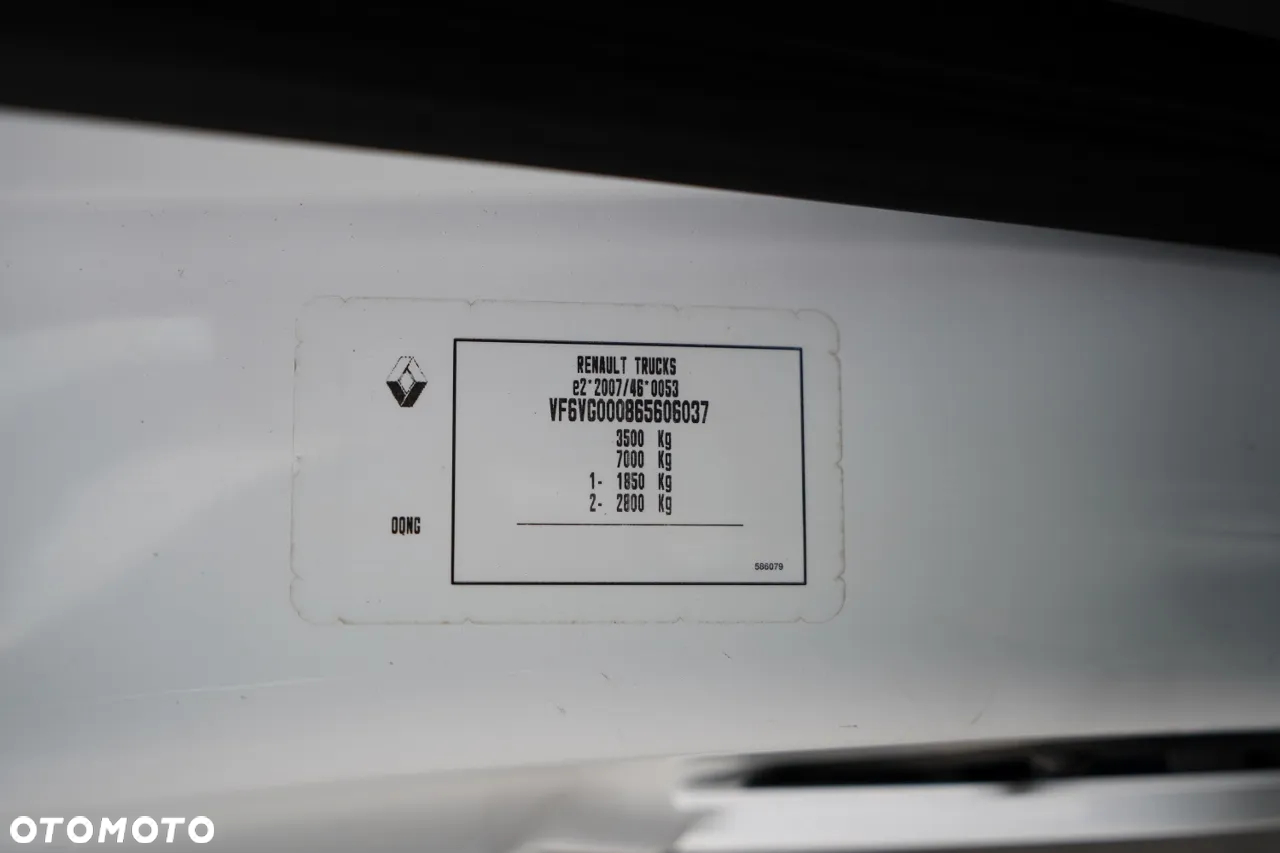 RENAULT TRUCKS
e2*2007/46*0053
VF6VG000865606037
3500 Kg
7000 Kg
1- 1850 Kg
2- 2800 Kg
DQNG
586079
OTOMOTO